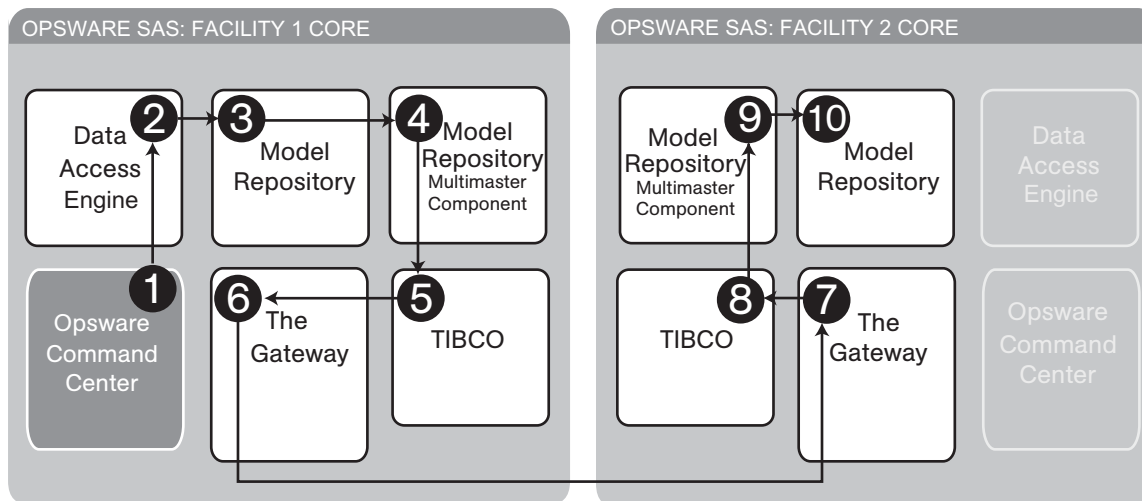 OPSWARE SAS: FACILITY 1 CORE
2
Data
Access
Engine
3
Model
Repository
4
Model
Repository
Multimaster
Component
1
Opsware
Command
Center
6
The
Gateway
5
TIBCO
OPSWARE SAS: FACILITY 2 CORE
9
Model
Repository
Multimaster
Component
10
Model
Repository
Data
Access
Engine
8
TIBCO
7
The
Gateway
Opsware
Command
Center